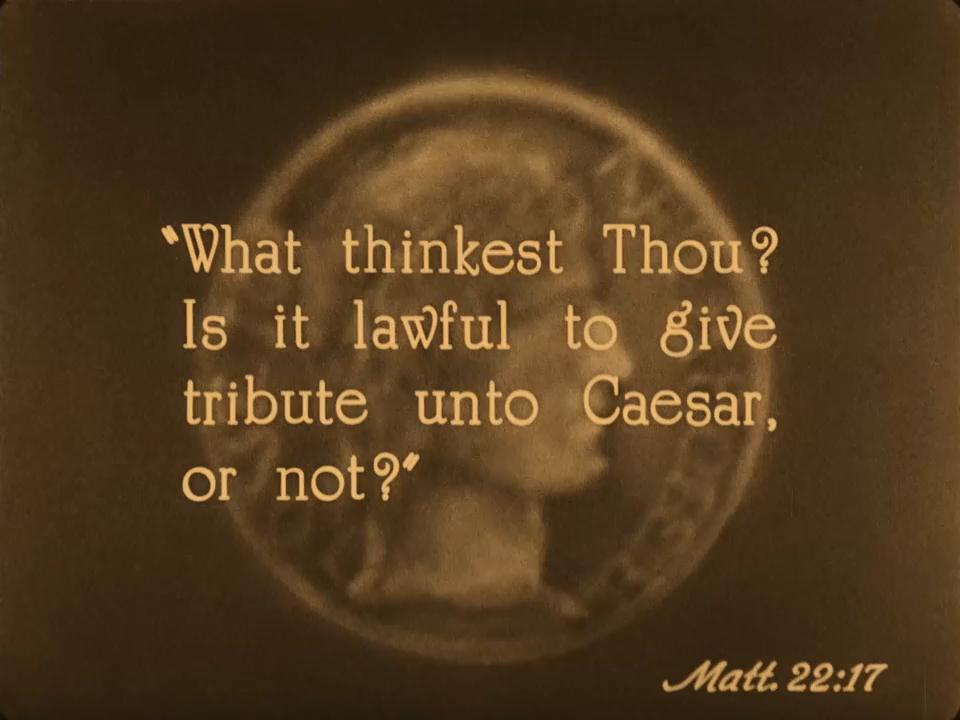 “What thinkest Thou?
Is it lawful to give
tribute unto Caesar,
or not?”
Matt. 22:17